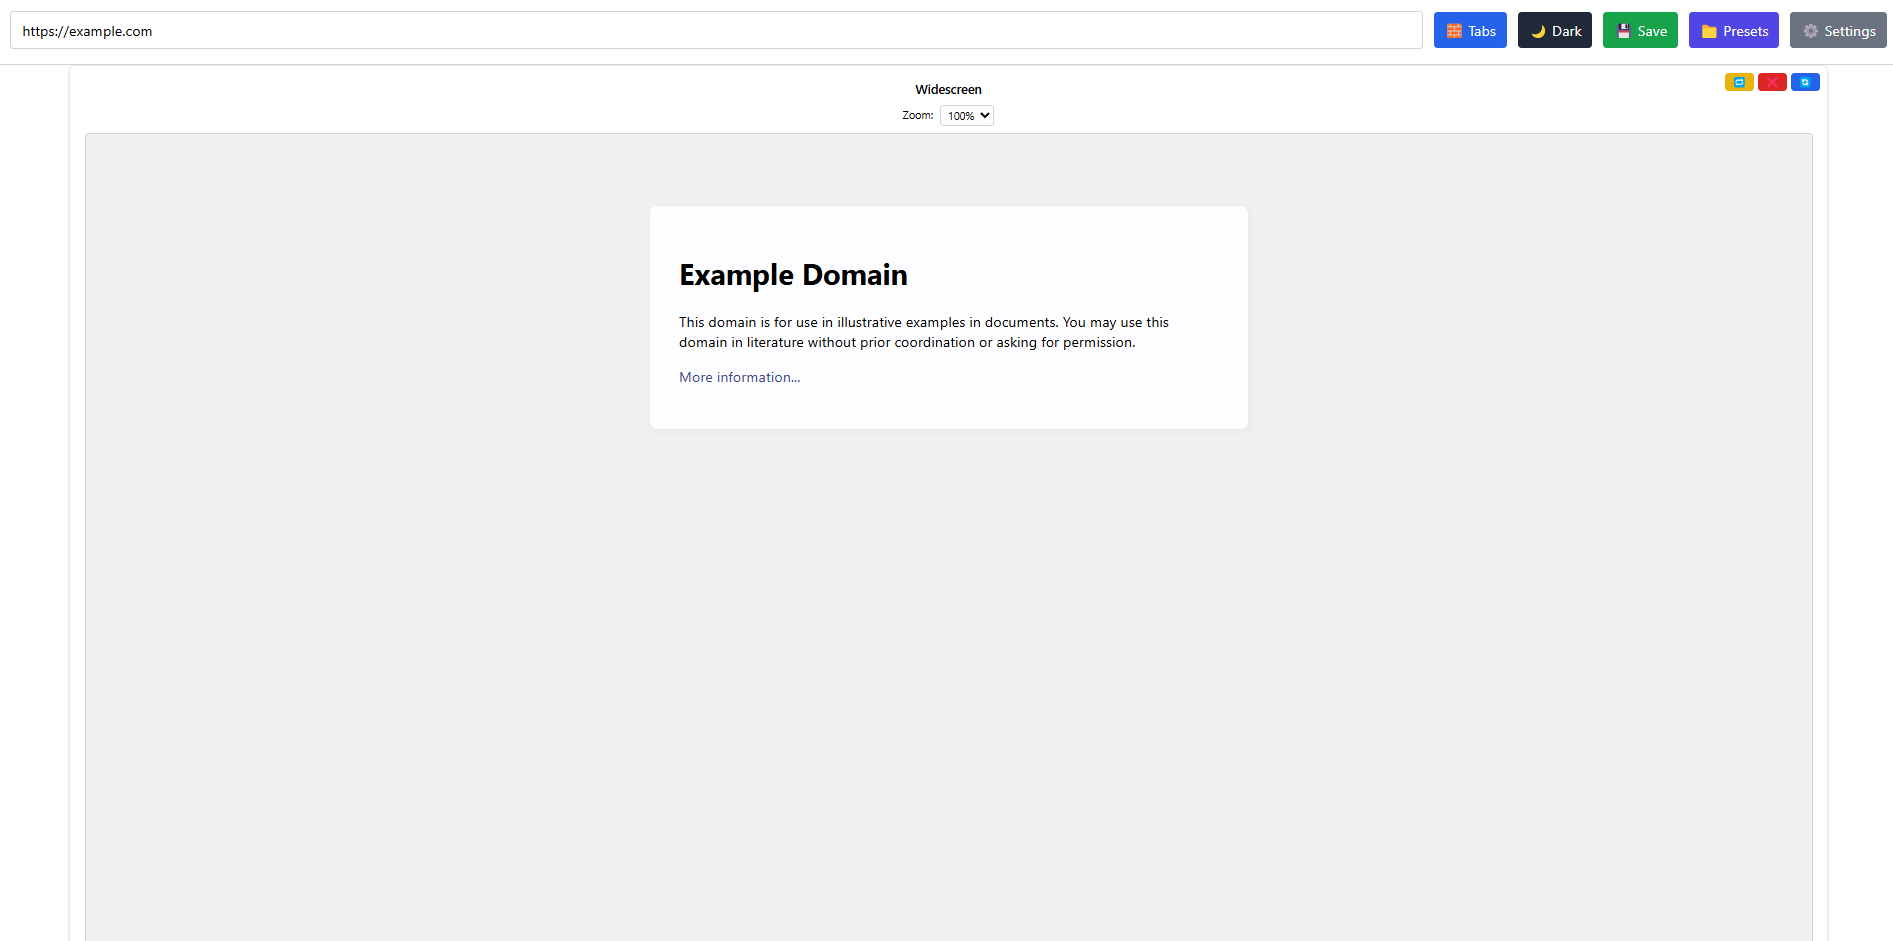 https://example.com
Tabs
Dark
Save
Presets
Settings
Widescreen
Zoom: 100%
Example Domain
This domain is for use in illustrative examples in documents. You may use this
domain in literature without prior coordination or asking for permission.
More information...